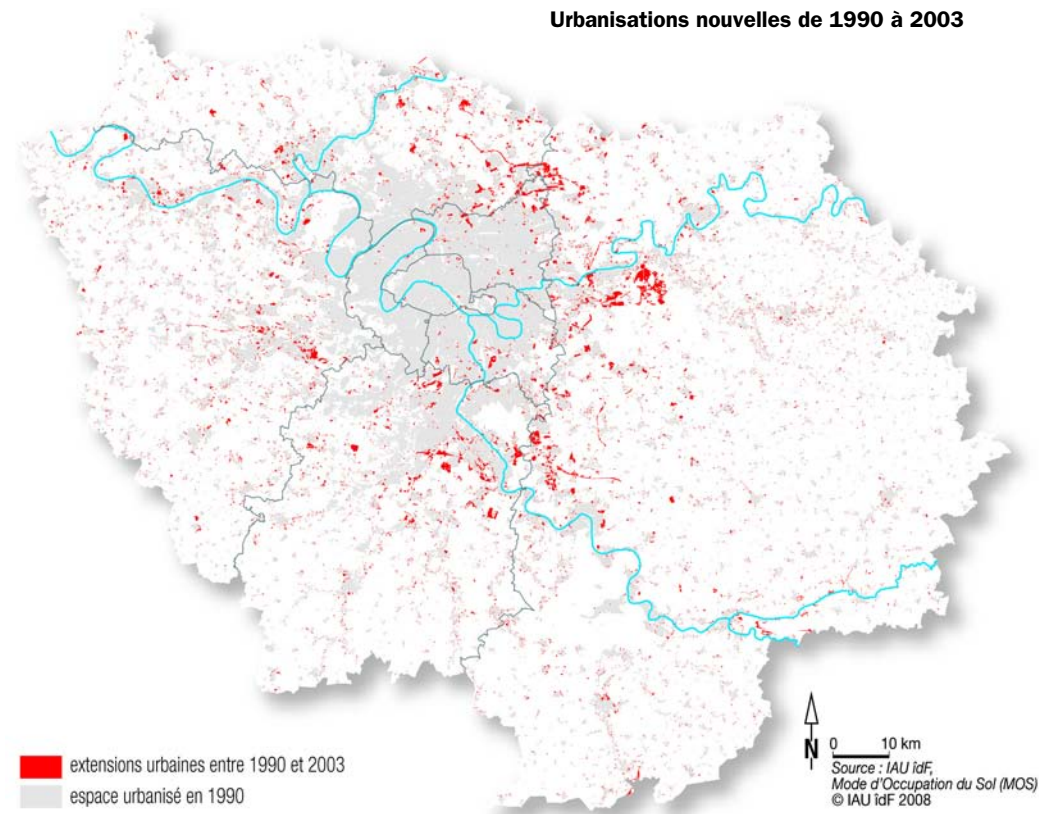 Urbanisations nouvelles de 1990 à 2003
extensions urbaines entre 1990 et 2003
espace urbanisé en 1990
N
0 10 km
Source : IAU îdF,
Mode d'Occupation du Sol (MOS)
© IAU îdF 2008